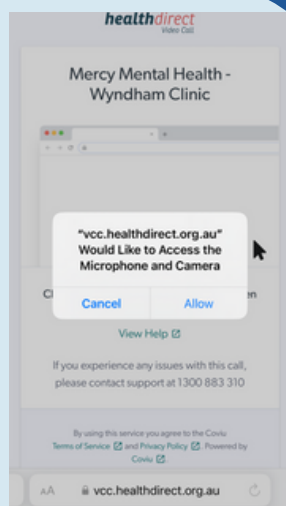 healthdirect
Video Call
Mercy Mental Health -
Wyndham Clinic
"vcc.healthdirect.org.au"
Would Like to Access the
Microphone and Camera
Cl
en
Cancel
Allow
View Help
If you experience any issues with this call,
please contact support at 1300 883 310
By using this service you agree to the Coviu
Terms of Service and Privacy Policy. Powered by
Coviu
AA vcc.healthdirect.org.au